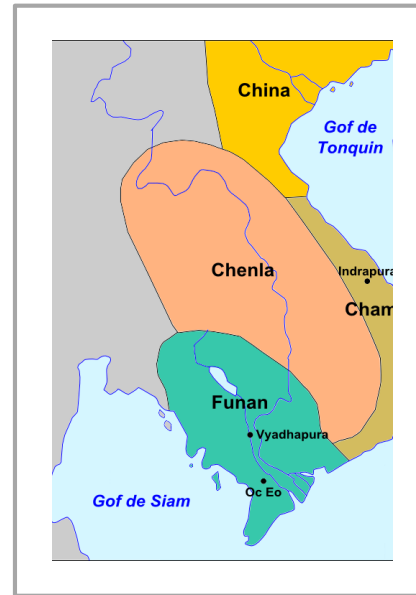 China
Gof de
Tonquin
Chenla
Indrapura
Cham
Funan
Vyadhapura
Oc Eo
Gof de Siam